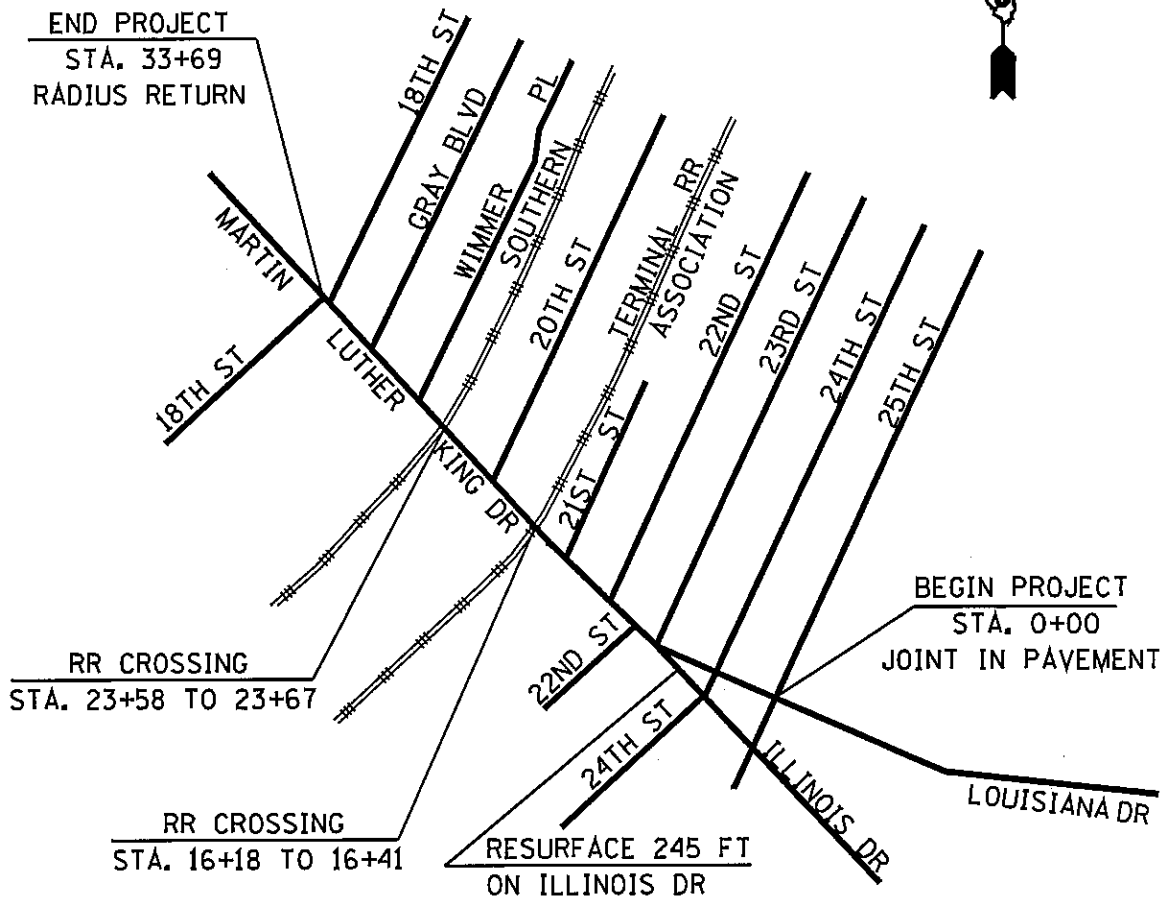 END PROJECT
STA. 33+69
RADIUS RETURN
18TH ST
GRAY BLVD
WIMMER PL
SOUTHERN
20TH ST
TERMINAL RR
ASSOCIATION
22ND ST
23RD ST
24TH ST
25TH ST
MARTIN
LUTHER
KING DR
18TH ST
21ST ST
BEGIN PROJECT
STA. 0+00
JOINT IN PAVEMENT
RR CROSSING
STA. 23+58 TO 23+67
22ND ST
24TH ST
ILLINOIS DR
LOUISIANA DR
RR CROSSING
STA. 16+18 TO 16+41
RESURFACE 245 FT
ON ILLINOIS DR